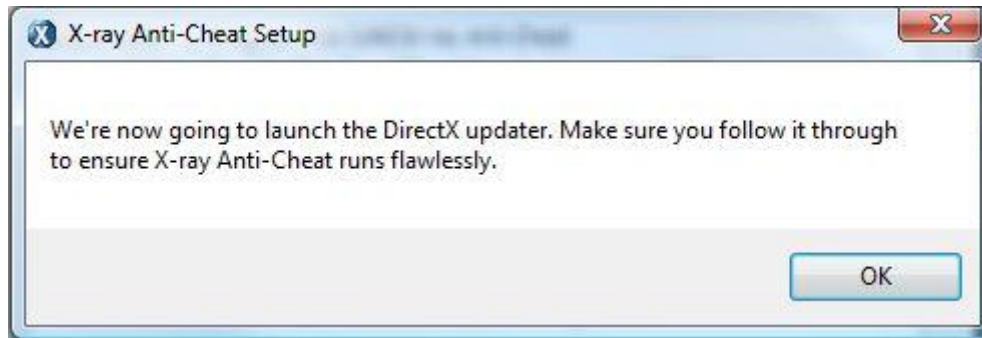 X-ray Anti-Cheat Setup
We're now going to launch the DirectX updater. Make sure you follow it through
to ensure X-ray Anti-Cheat runs flawlessly.
OK